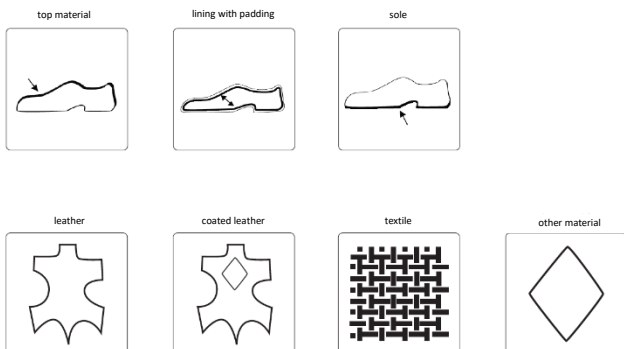 top material
lining with padding
sole
leather
coated leather
textile
other material